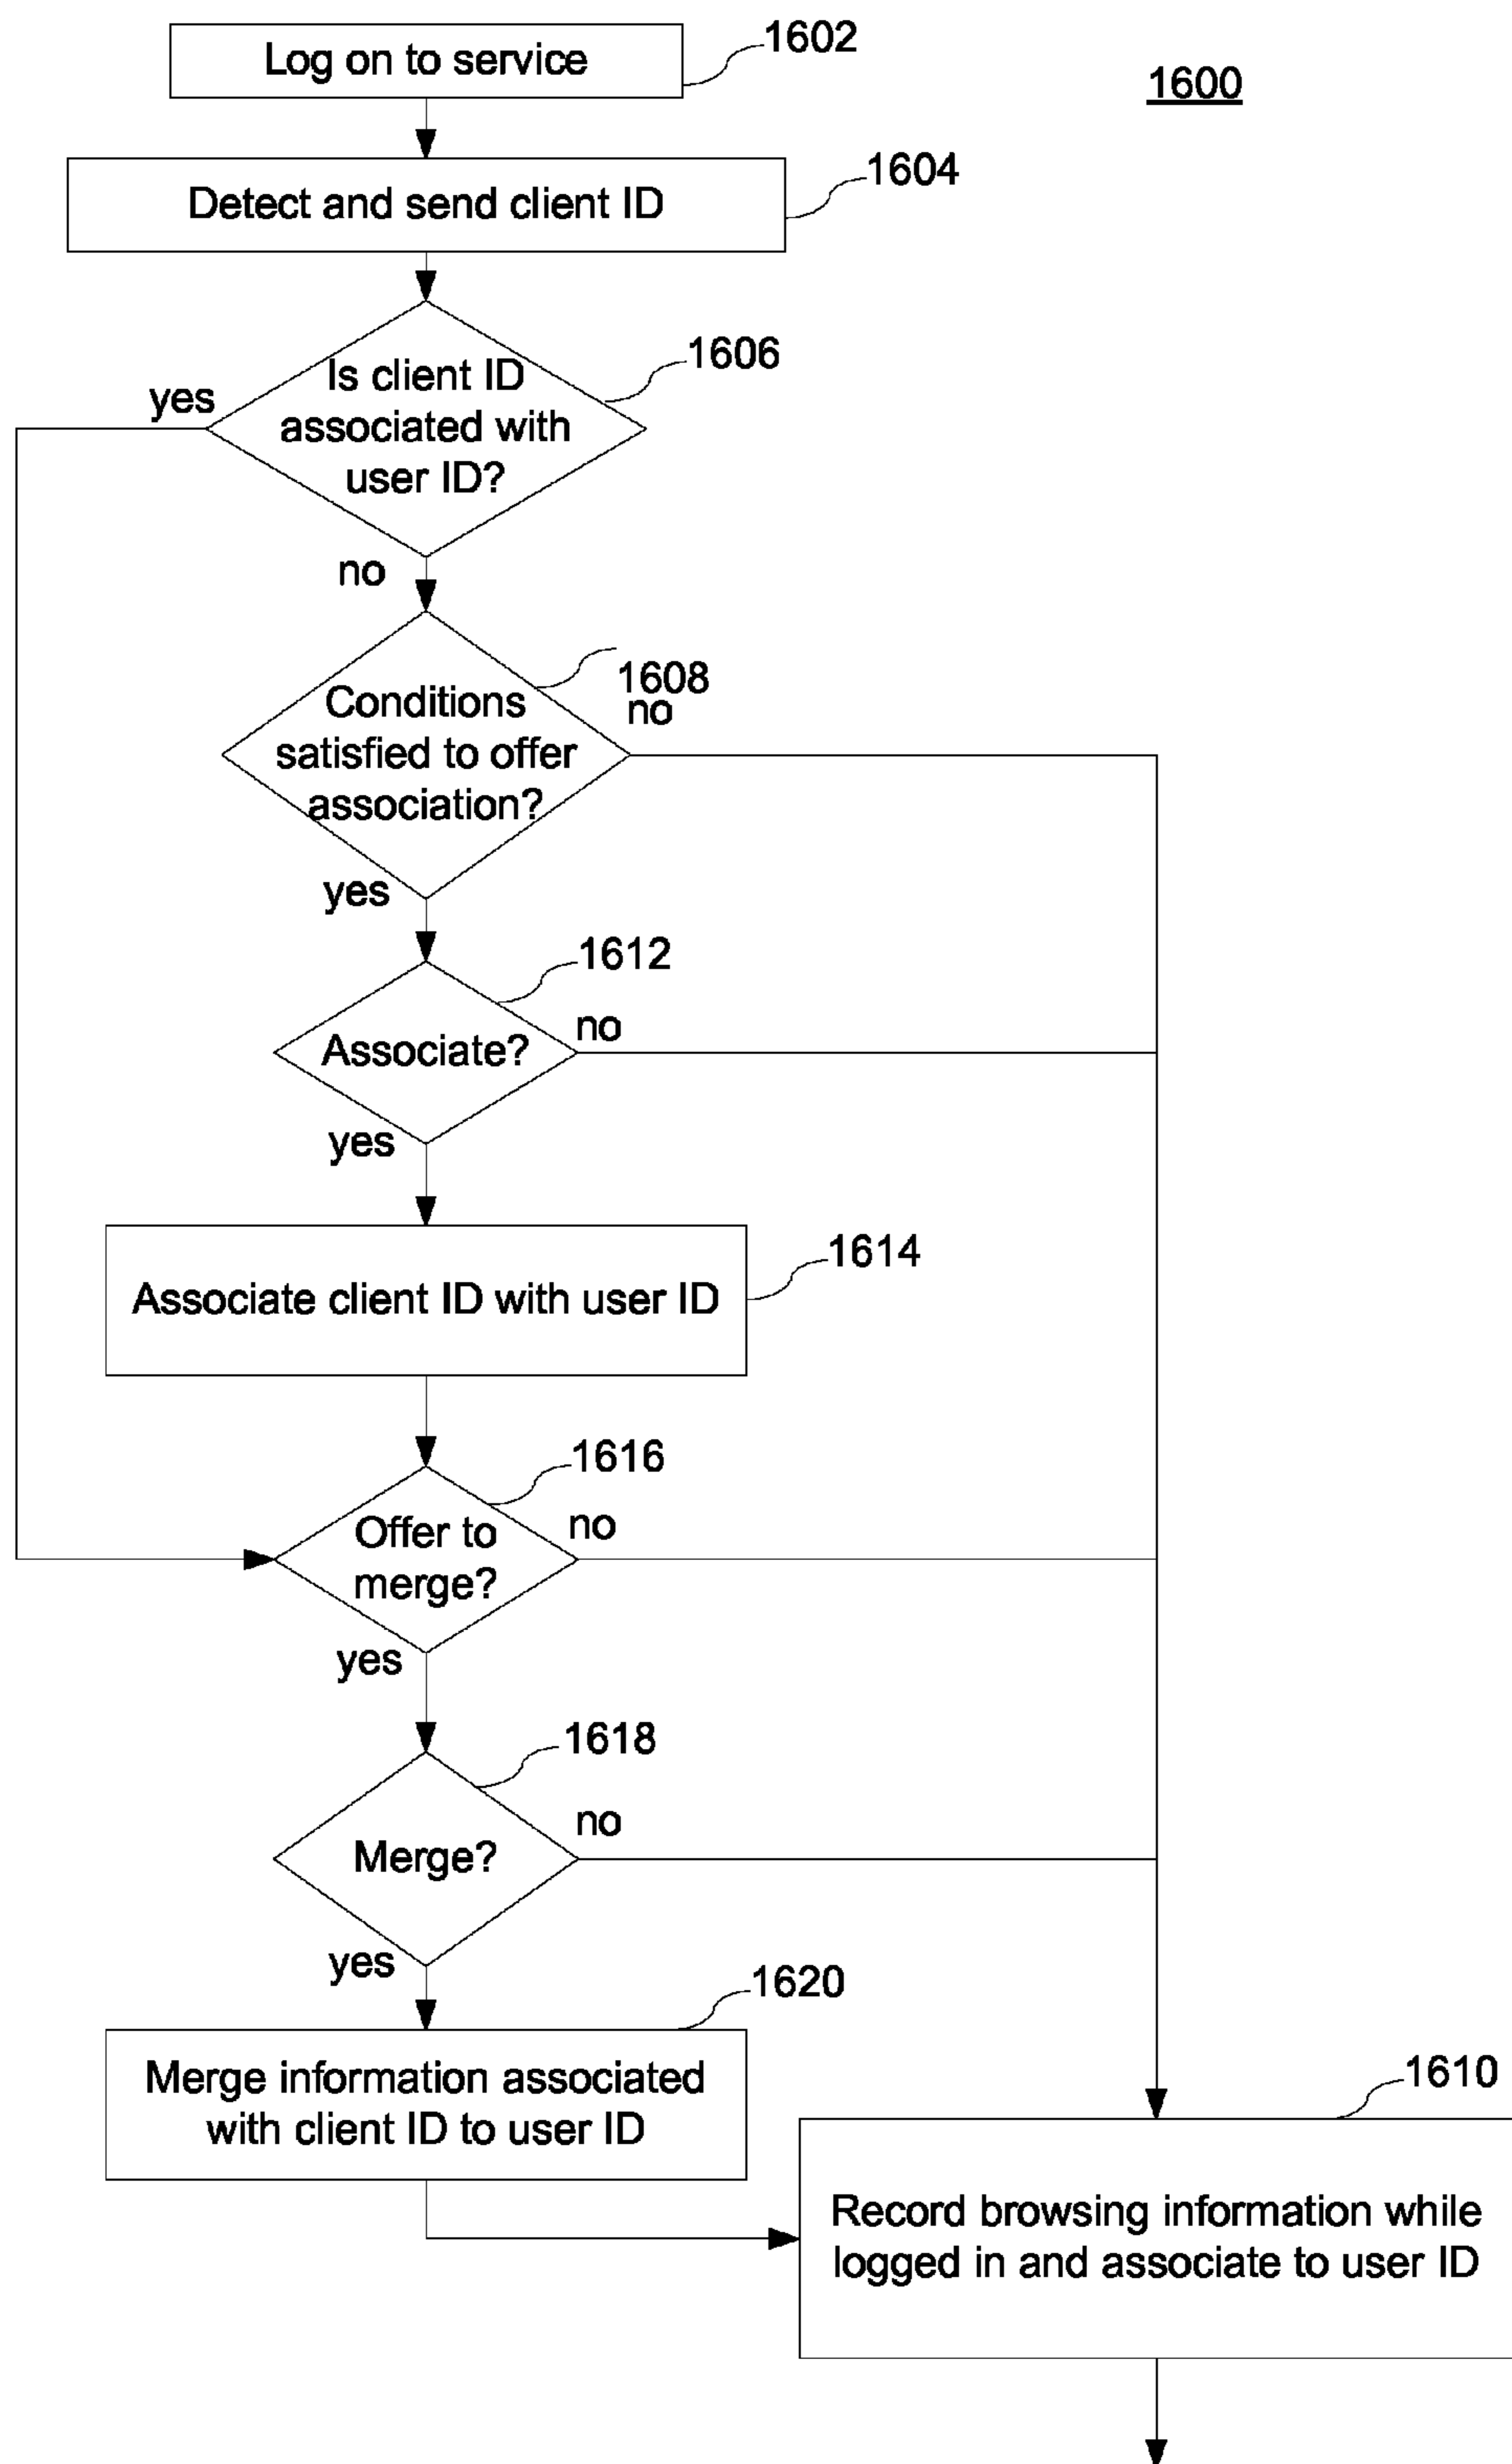 Log on to service
1602
1600
Detect and send client ID
1604
Is client ID
associated with
user ID?
1606
yes
no
Conditions
satisfied to offer
association?
1608
no
yes
Associate?
1612
no
yes
Associate client ID with user ID
1614
Offer to
merge?
1616
no
yes
Merge?
1618
no
yes
Merge information associated
with client ID to user ID
1620
Record browsing information while
logged in and associate to user ID
1610